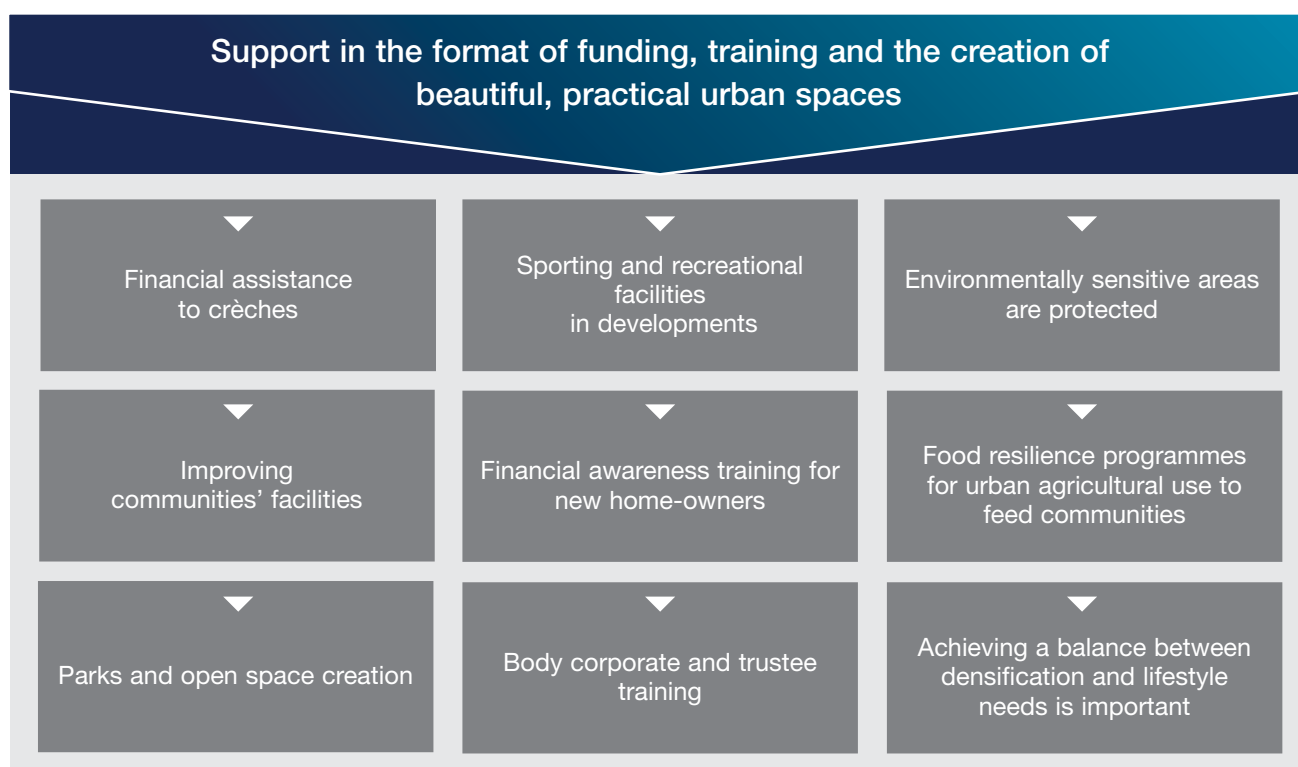 Support in the format of funding, training and the creation of
beautiful, practical urban spaces
Financial assistance
to crèches
Sporting and recreational
facilities
in developments
Environmentally sensitive areas
are protected
Improving
communities’ facilities
Financial awareness training for
new home-owners
Food resilience programmes
for urban agricultural use to
feed communities
Parks and open space creation
Body corporate and trustee
training
Achieving a balance between
densification and lifestyle
needs is important